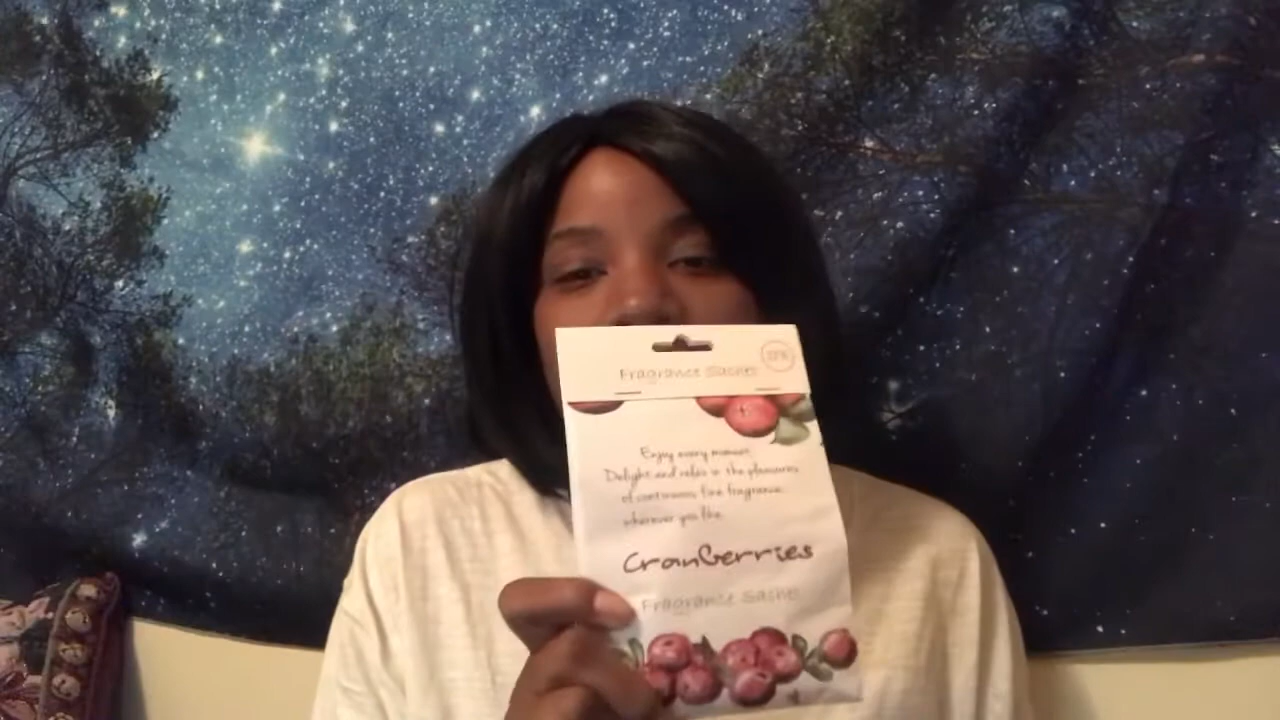 Fragrance Sachet
Enjoy every moment.
Delight and relax in the pleasures
of continuous fine fragrance
wherever you like.
CranBerries
Fragrance Sachet